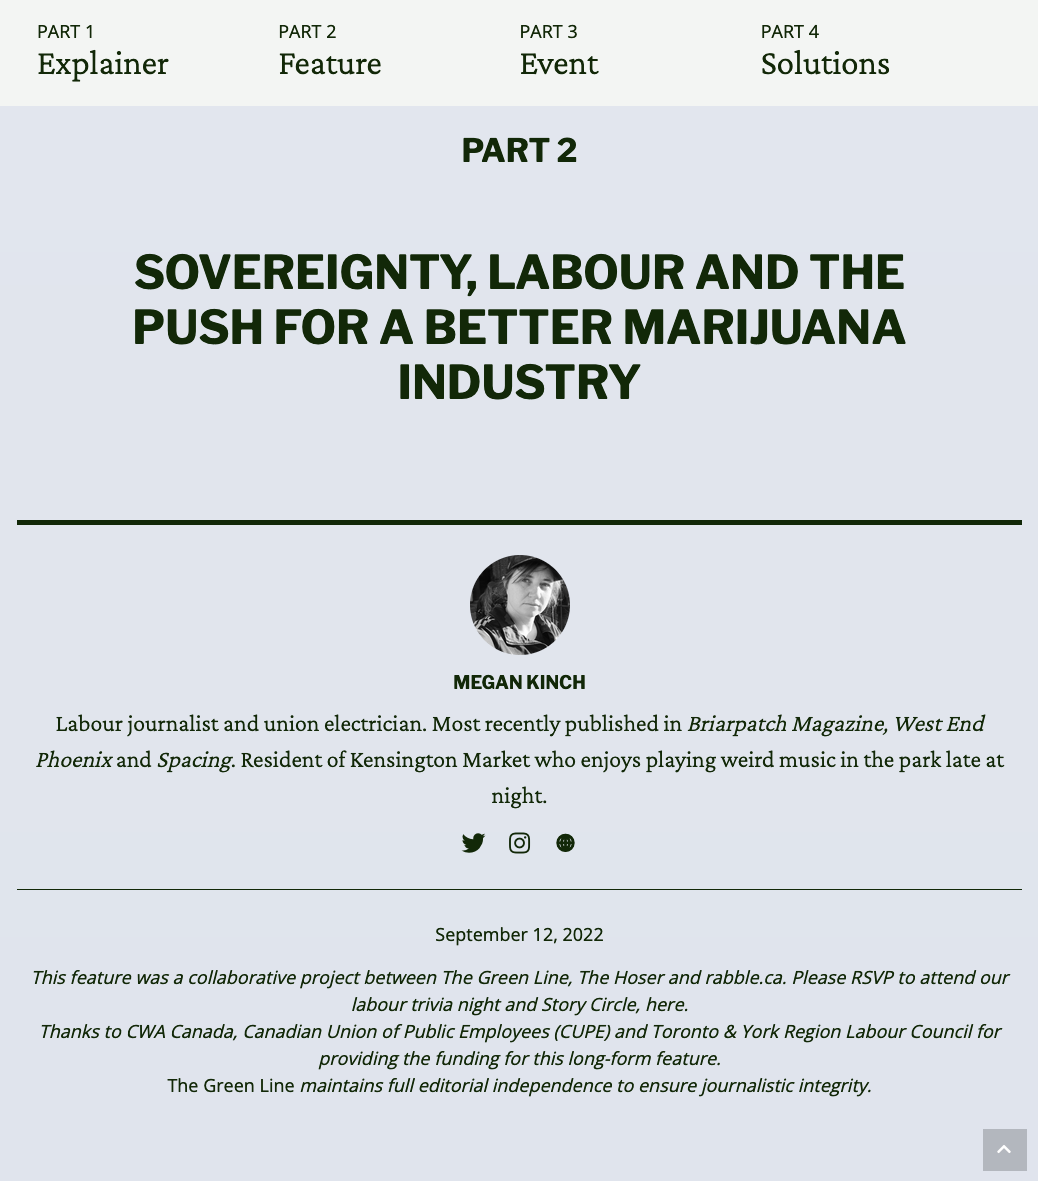 PART 1
Explainer
PART 2
Feature
PART 3
Event
PART 4
Solutions
PART 2
SOVEREIGNTY, LABOUR AND THE
PUSH FOR A BETTER MARIJUANA
INDUSTRY
MEGAN KINCH
Labour journalist and union electrician. Most recently published in Briarpatch Magazine, West End
Phoenix and Spacing. Resident of Kensington Market who enjoys playing weird music in the park late at
night.
September 12, 2022
This feature was a collaborative project between The Green Line, The Hoser and rabble.ca. Please RSVP to attend our
labour trivia night and Story Circle, here.
Thanks to CWA Canada, Canadian Union of Public Employees (CUPE) and Toronto & York Region Labour Council for
providing the funding for this long-form feature.
The Green Line maintains full editorial independence to ensure journalistic integrity.